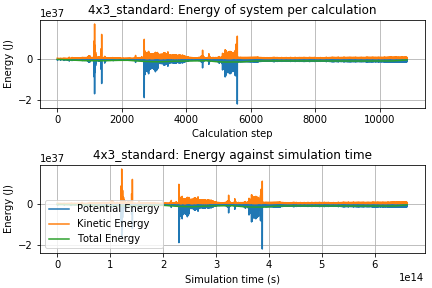 4x3_standard: Energy of system per calculation
1e37
Energy (J)
0
−2
0 2000 4000 6000 8000 10000
Calculation step
4x3_standard: Energy against simulation time
1e37
Energy (J)
0
−2
Potential Energy
Kinetic Energy
Total Energy
0 1 2 3 4 5 6
1e14
Simulation time (s)